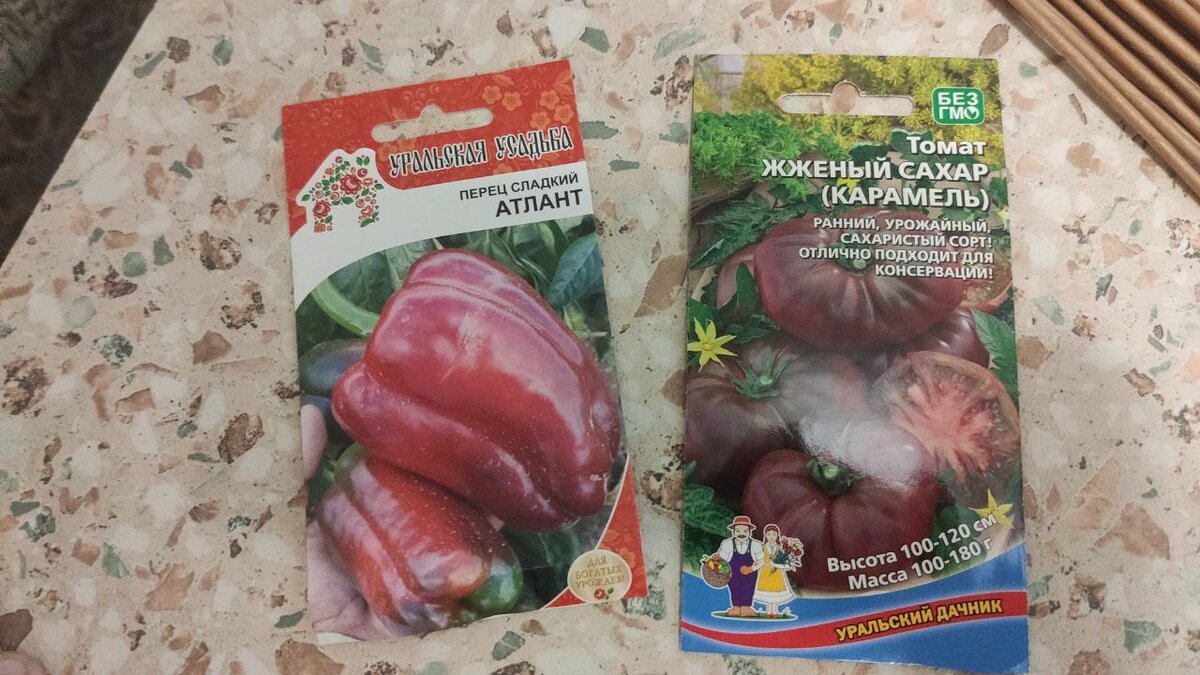 УРАЛЬСКАЯ УСАДЬБА
ПЕРЕЦ СЛАДКИЙ
АТЛАНТ
ДЛЯ
БОГАТЫХ
УРОЖАЕВ!
БЕЗ
ГМО
Томат
ЖЖЕНЫЙ САХАР
(КАРАМЕЛЬ)
РАННИЙ, УРОЖАЙНЫЙ,
САХАРИСТЫЙ СОРТ!
ОТЛИЧНО ПОДХОДИТ ДЛЯ
КОНСЕРВАЦИЙ!
Высота 100-120 см
Масса 100-180 г
УРАЛЬСКИЙ ДАЧНИК